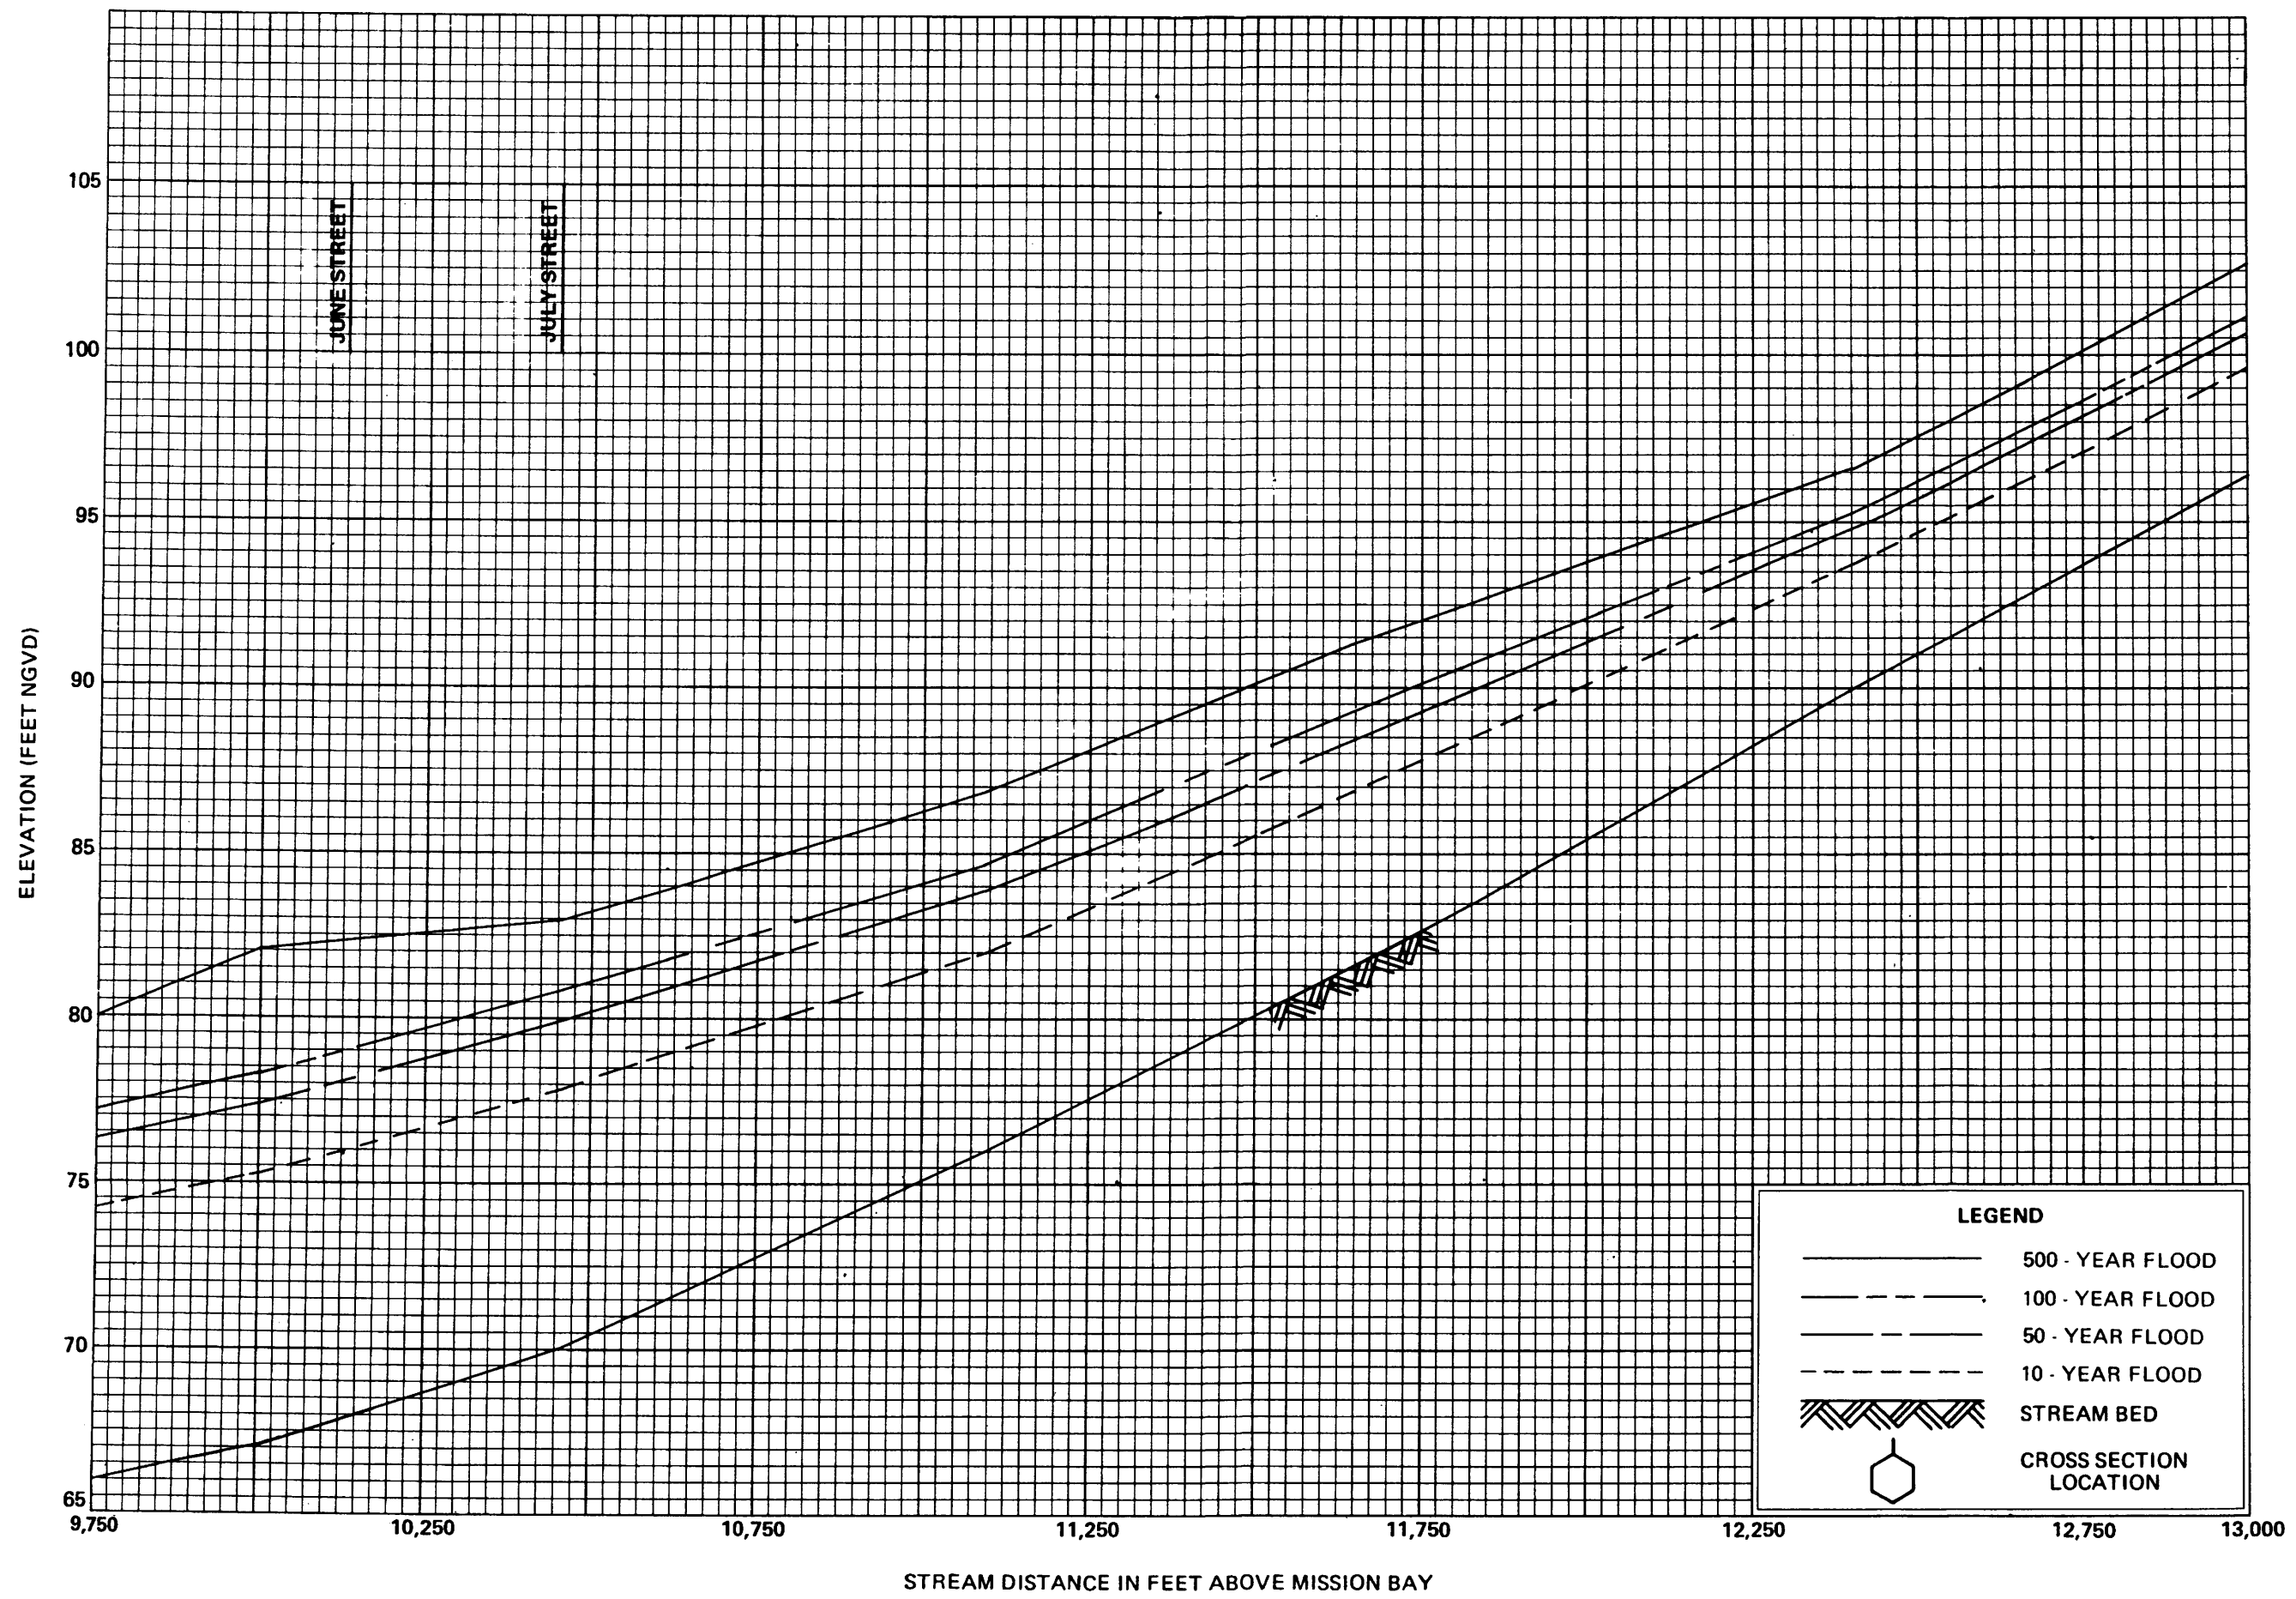 105
100
95
90
85
80
75
70
65
ELEVATION (FEET NGVD)
JUNE STREET
JULY STREET
9,750
10,250
10,750
11,250
11,750
12,250
12,750
13,000
STREAM DISTANCE IN FEET ABOVE MISSION BAY
LEGEND
500 - YEAR FLOOD
100 - YEAR FLOOD
50 - YEAR FLOOD
10 - YEAR FLOOD
STREAM BED
CROSS SECTION
LOCATION